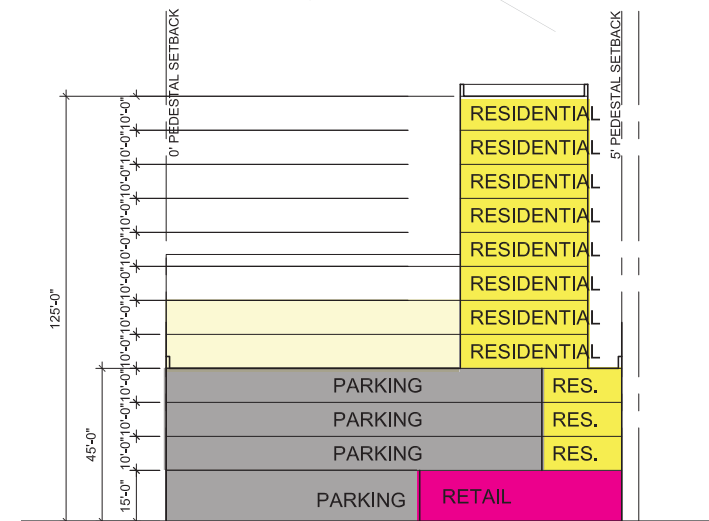 0' PEDESTAL SETBACK
5' PEDESTAL SETBACK
RESIDENTIAL
RESIDENTIAL
RESIDENTIAL
RESIDENTIAL
RESIDENTIAL
RESIDENTIAL
RESIDENTIAL
RESIDENTIAL
PARKING RES.
PARKING RES.
PARKING RES.
PARKING RETAIL
125'-0"
45'-0"
15'-0"
10'-0"
10'-0"
10'-0"
10'-0"
10'-0"
10'-0"
10'-0"
10'-0"
10'-0"
10'-0"
10'-0"